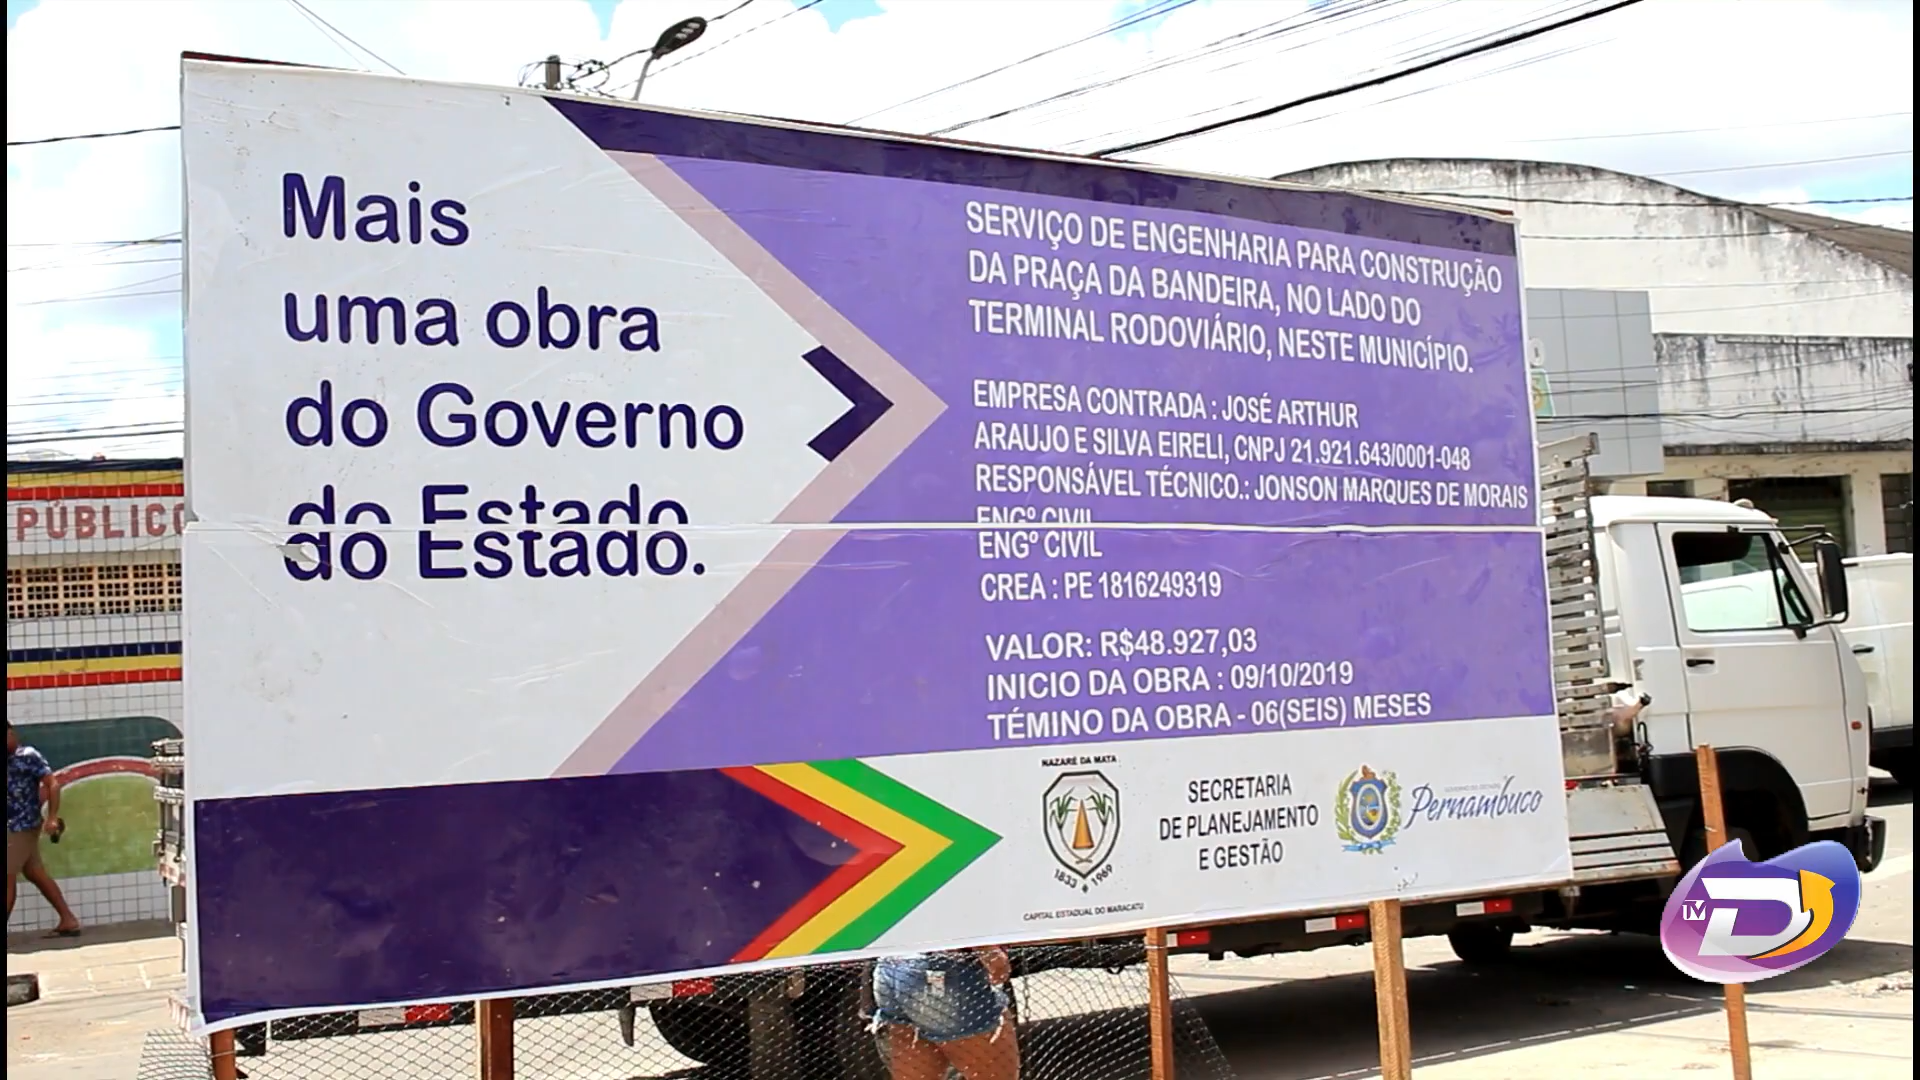 Mais
uma obra
do Governo
do Estado
do Estado.
SERVIÇO DE ENGENHARIA PARA CONSTRUÇÃO
DA PRAÇA DA BANDEIRA, NO LADO DO
TERMINAL RODOVIÁRIO, NESTE MUNICÍPIO.
EMPRESA CONTRADA : JOSÉ ARTHUR
ARAUJO E SILVA EIRELI, CNPJ 21.921.643/0001-048
RESPONSÁVEL TÉCNICO.: JONSON MARQUES DE MORAIS
ENGº CIVIL
ENGº CIVIL
CREA : PE 1816249319
VALOR: R$48.927,03
INICIO DA OBRA : 09/10/2019
TÉMINO DA OBRA - 06(SEIS) MESES
NAZARÉ DA MATA
1833 1969
CAPITAL ESTADUAL DO MARACATU
SECRETARIA
DE PLANEJAMENTO
E GESTÃO
GOVERNO DO ESTADO
Pernambuco
PÚBLICO
TV D